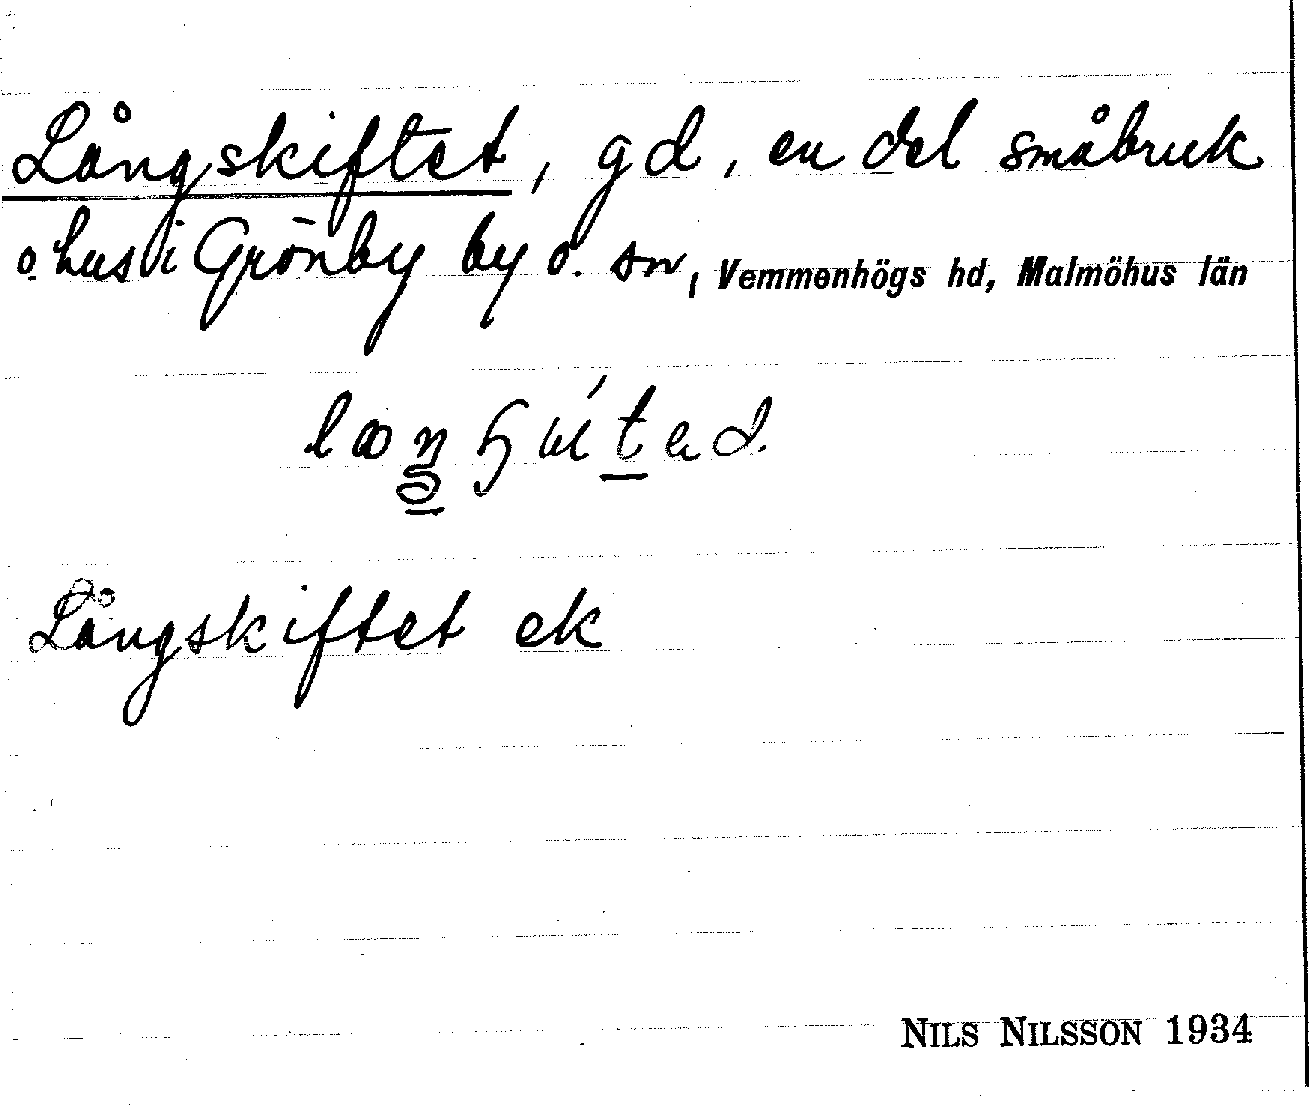 Långskiftet, gd, en del småbruk
o. hus i Grönby by o. sn, Vemmenhögs hd, Malmöhus län
Långskiftet ek
NILS NILSSON 1934